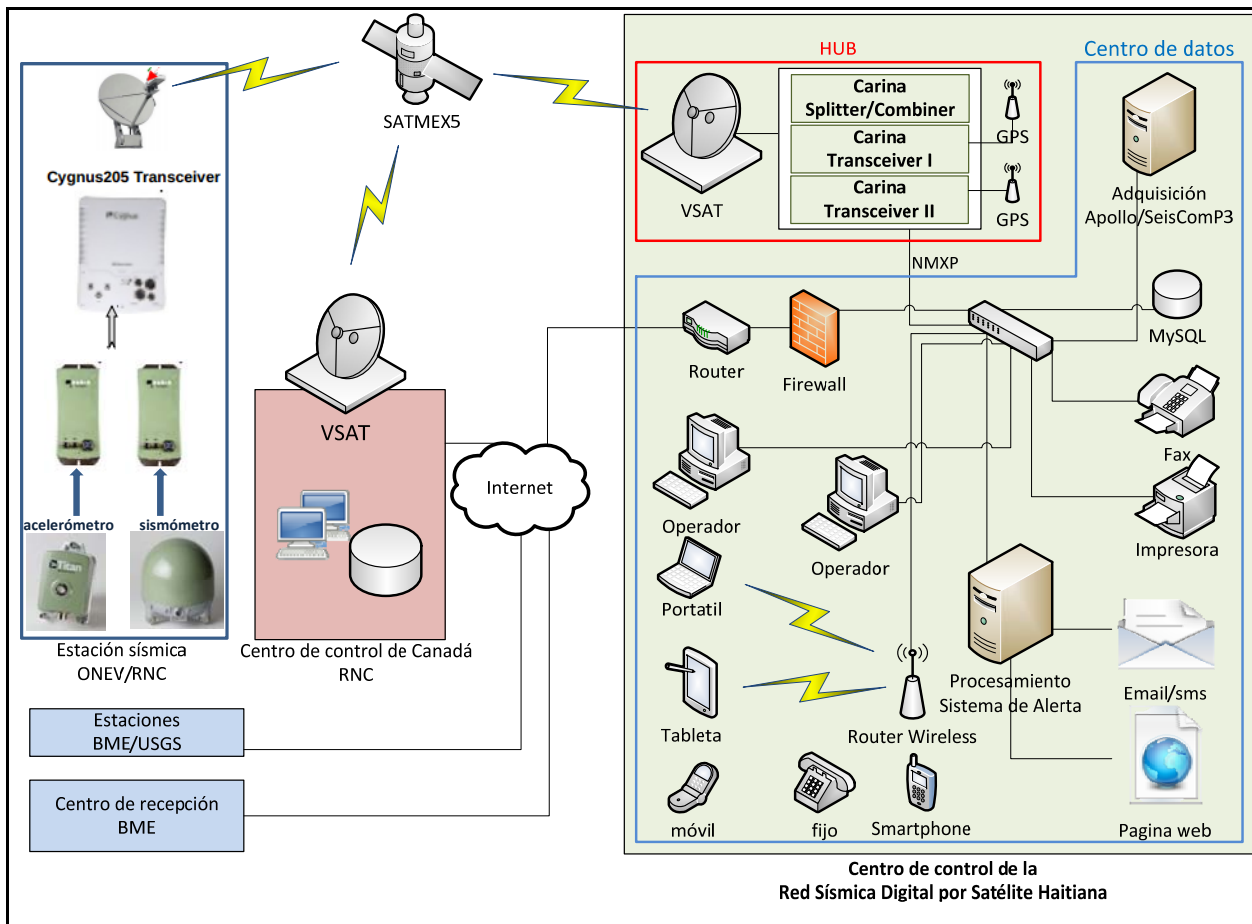 SATMEX5
Cygnus205 Transceiver
Cygnus
acelerómetro
sismómetro
Titan
Estación sísmica
ONEV/RNC
VSAT
Centro de control de Canadá
RNC
Internet
Estaciones
BME/USGS
Centro de recepción
BME
HUB
VSAT
Carina
Splitter/Combiner
Carina
Transceiver I
Carina
Transceiver II
GPS
GPS
NMXP
Centro de datos
Adquisición
Apollo/SeisComP3
MySQL
Router
Firewall
Fax
Operador
Operador
Impresora
Portatil
Procesamiento
Sistema de Alerta
Email/sms
Tableta
Router Wireless
móvil
fijo
Smartphone
Pagina web
Centro de control de la
Red Sísmica Digital por Satélite Haitiana